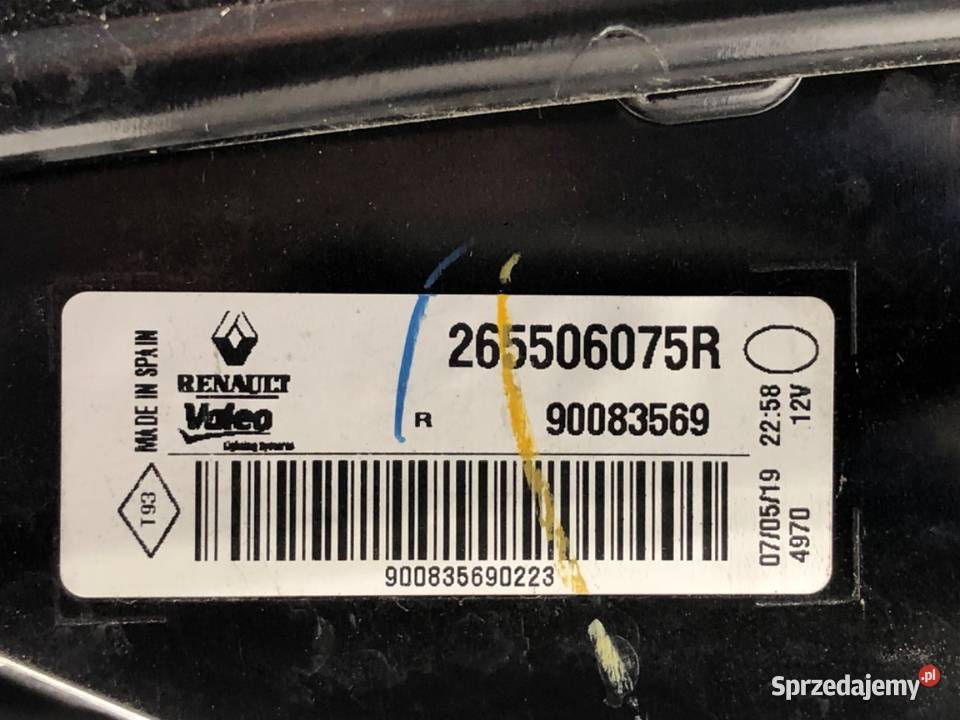 MADE IN SPAIN
RENAULT
265506075R
Valeo
Lighting Systems
R
90083569
T93
900835690223
07/05/19 22:58
4970 12V
Sprzedajemy.pl